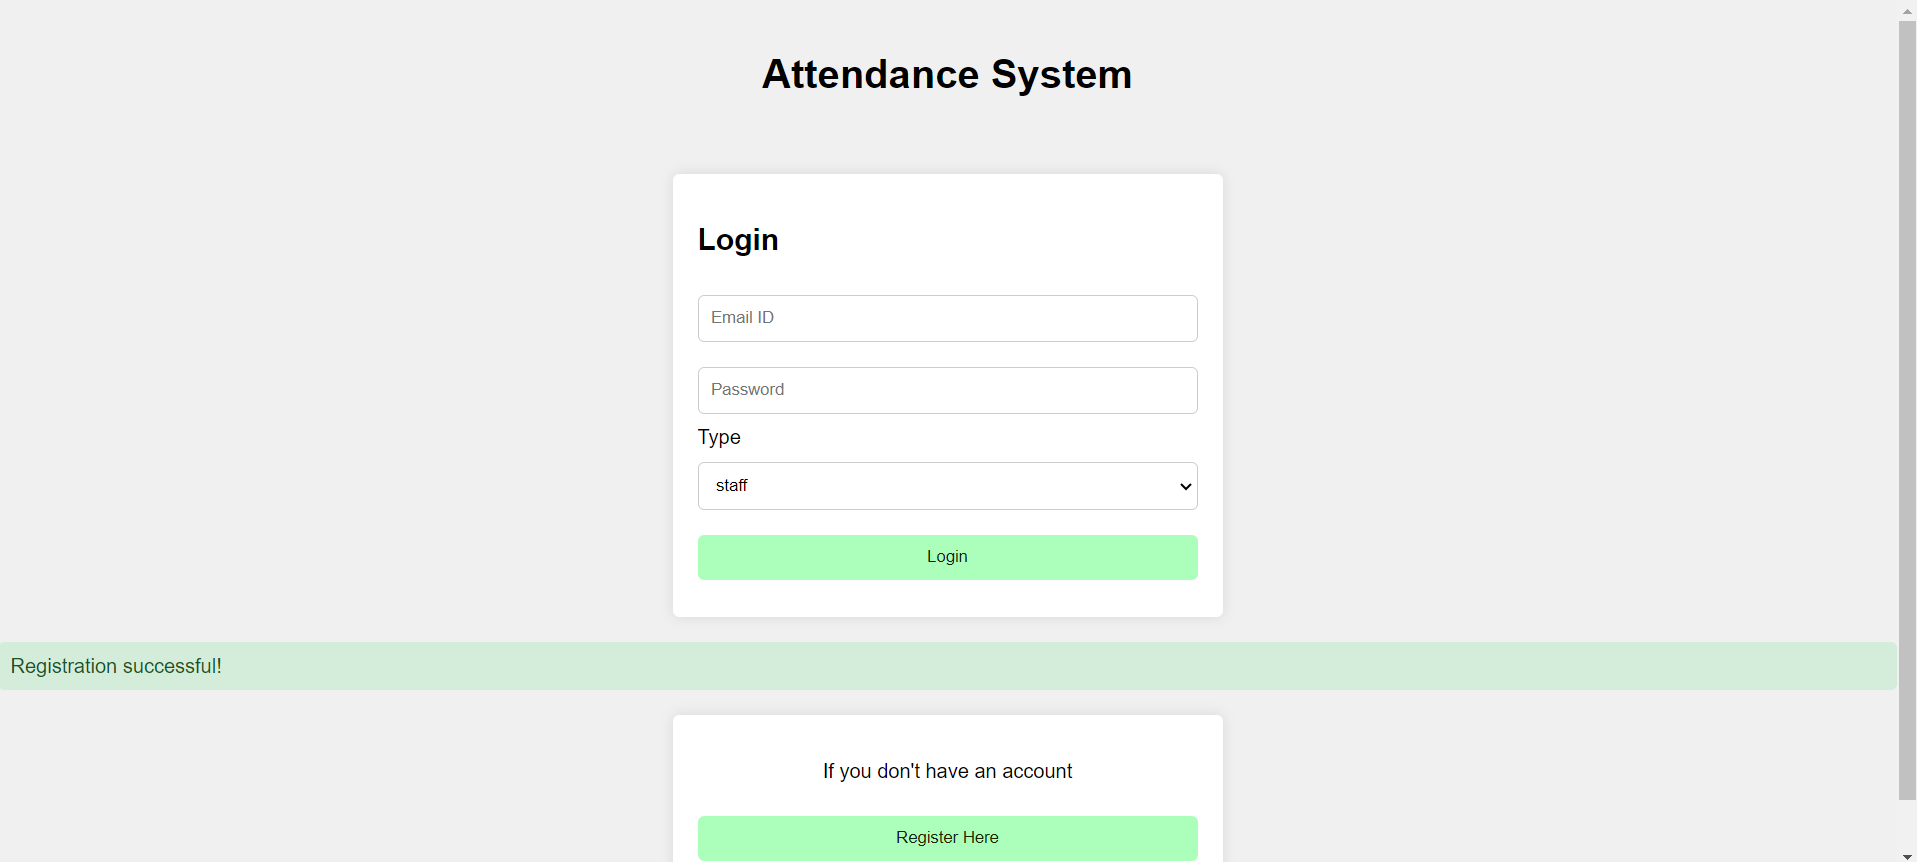 Attendance System
Login
Email ID
Password
Type
staff
Login
Registration successful!
If you don't have an account
Register Here